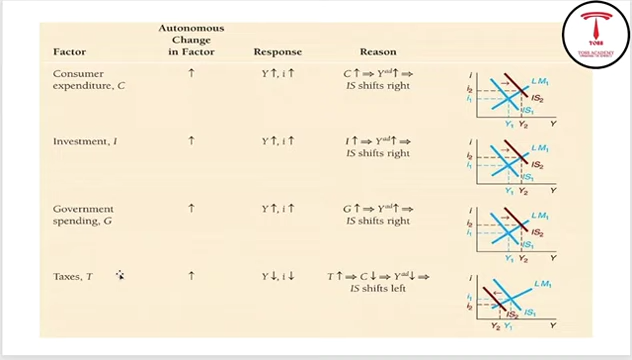 Autonomous
Change
Factor in Factor Response Reason
Consumer ↑ Y↑, i↑ C↑ ⇒ Yᵃᵈ↑ ⇒
expenditure, C IS shifts right
i LM₁
i₂
i₁ IS₂
IS₁
Y₁ Y₂ Y
Investment, I ↑ Y↑, i↑ I↑ ⇒ Yᵃᵈ↑ ⇒
IS shifts right
i LM₁
i₂
i₁ IS₂
IS₁
Y₁ Y₂ Y
Government ↑ Y↑, i↑ G↑ ⇒ Yᵃᵈ↑ ⇒
spending, G IS shifts right
i LM₁
i₂
i₁ IS₂
IS₁
Y₁ Y₂ Y
Taxes, T ↑ Y↓, i↓ T↑ ⇒ C↓ ⇒ Yᵃᵈ↓ ⇒
IS shifts left
i LM₁
i₁
i₂
IS₂ IS₁
Y₂ Y₁ Y